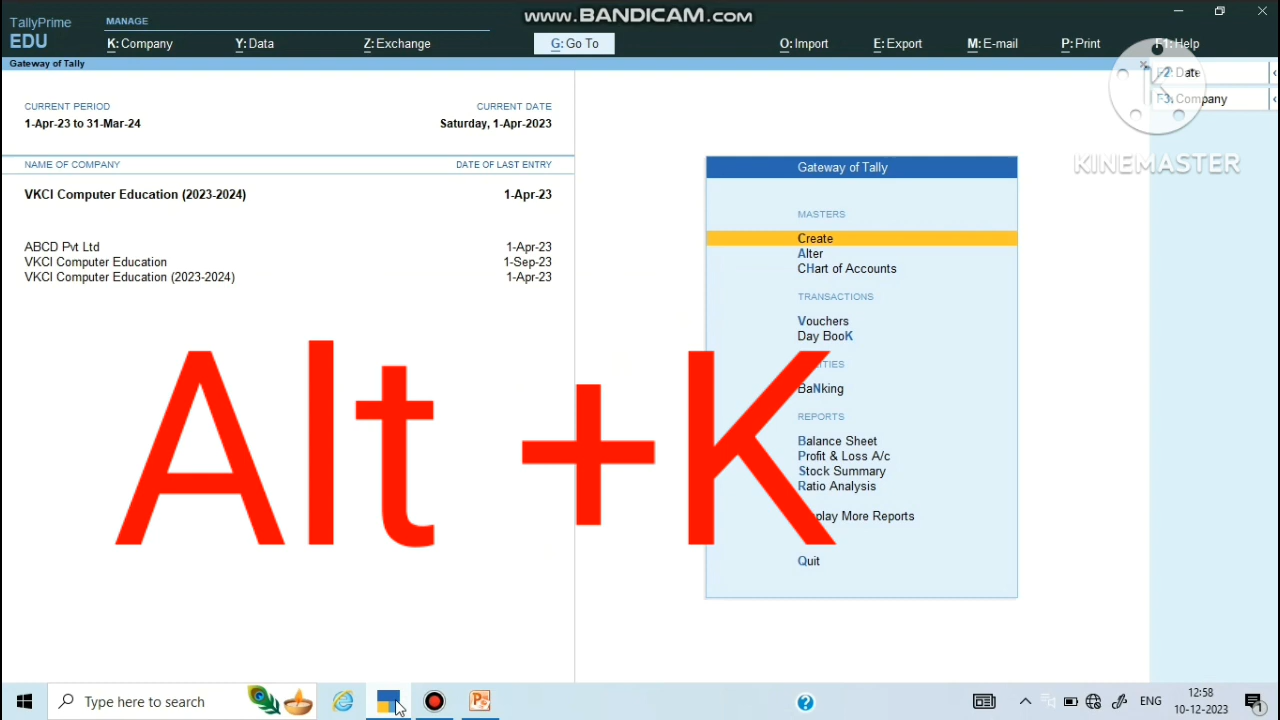 www.BANDICAM.com
TallyPrime
EDU
MANAGE
K: Company
Y: Data
Z: Exchange
G: Go To
O: Import
E: Export
M: E-mail
P: Print
F1: Help
Gateway of Tally
F2: Date
F3: Company
KINEMASTER
CURRENT PERIOD
CURRENT DATE
1-Apr-23 to 31-Mar-24
Saturday, 1-Apr-2023
NAME OF COMPANY
DATE OF LAST ENTRY
VKCI Computer Education (2023-2024)
1-Apr-23
ABCD Pvt Ltd
1-Apr-23
VKCI Computer Education
1-Sep-23
VKCI Computer Education (2023-2024)
1-Apr-23
Gateway of Tally
MASTERS
Create
Alter
CHart of Accounts
TRANSACTIONS
Vouchers
Day BooK
BaNking
REPORTS
Balance Sheet
Profit & Loss A/c
Stock Summary
Ratio Analysis
More Reports
Quit
Alt +K
Type here to search
ENG
12:58
10-12-2023
1